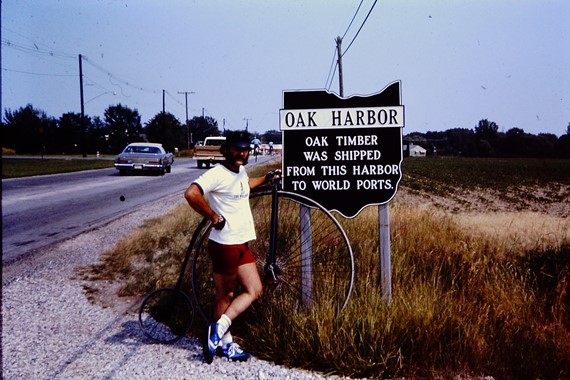 OAK HARBOR
OAK TIMBER
WAS SHIPPED
FROM THIS HARBOR
TO WORLD PORTS.